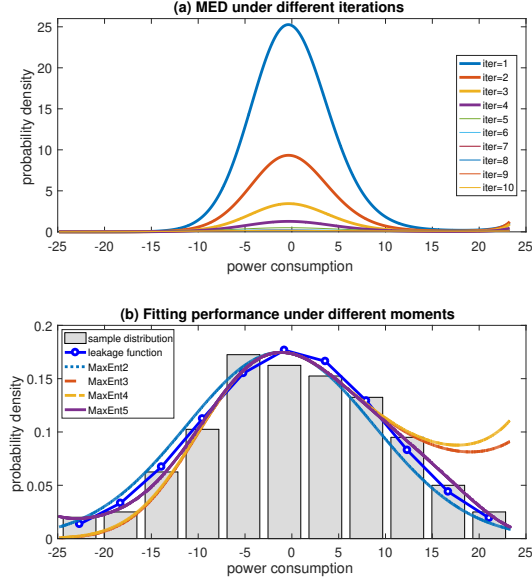 (a) MED under different iterations
25
20
15
10
5
0
probability density
iter=1
iter=2
iter=3
iter=4
iter=5
iter=6
iter=7
iter=8
iter=9
iter=10
-25 -20 -15 -10 -5 0 5 10 15 20 25
power consumption
(b) Fitting performance under different moments
0.2
0.15
0.1
0.05
0
probability density
sample distribution
leakage function
MaxEnt2
MaxEnt3
MaxEnt4
MaxEnt5
-25 -20 -15 -10 -5 0 5 10 15 20 25
power consumption